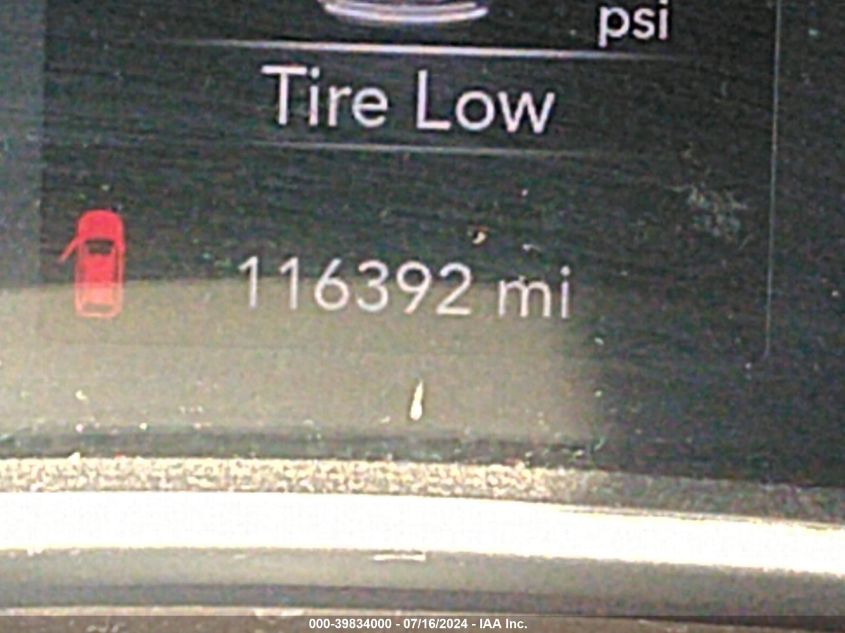 psi
Tire Low
116392 mi
000-39834000 - 07/16/2024 - IAA Inc.